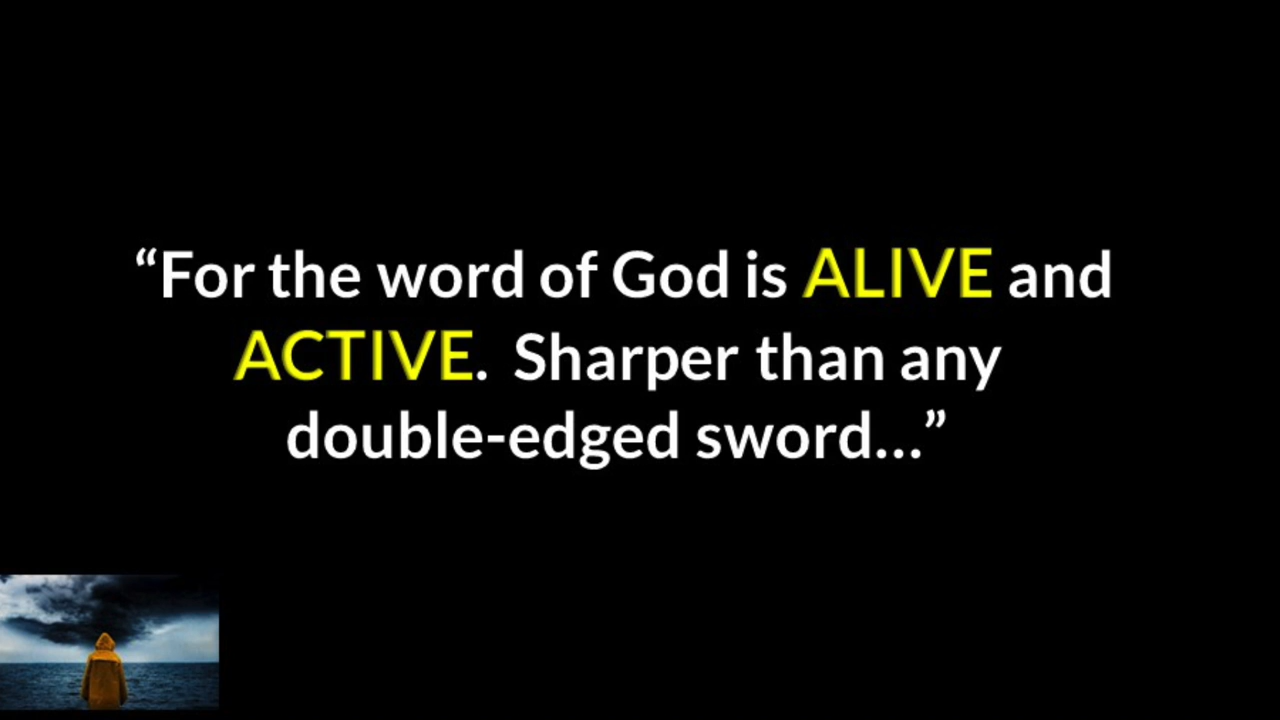 “For the word of God is ALIVE and
ACTIVE.  Sharper than any
double-edged sword...”